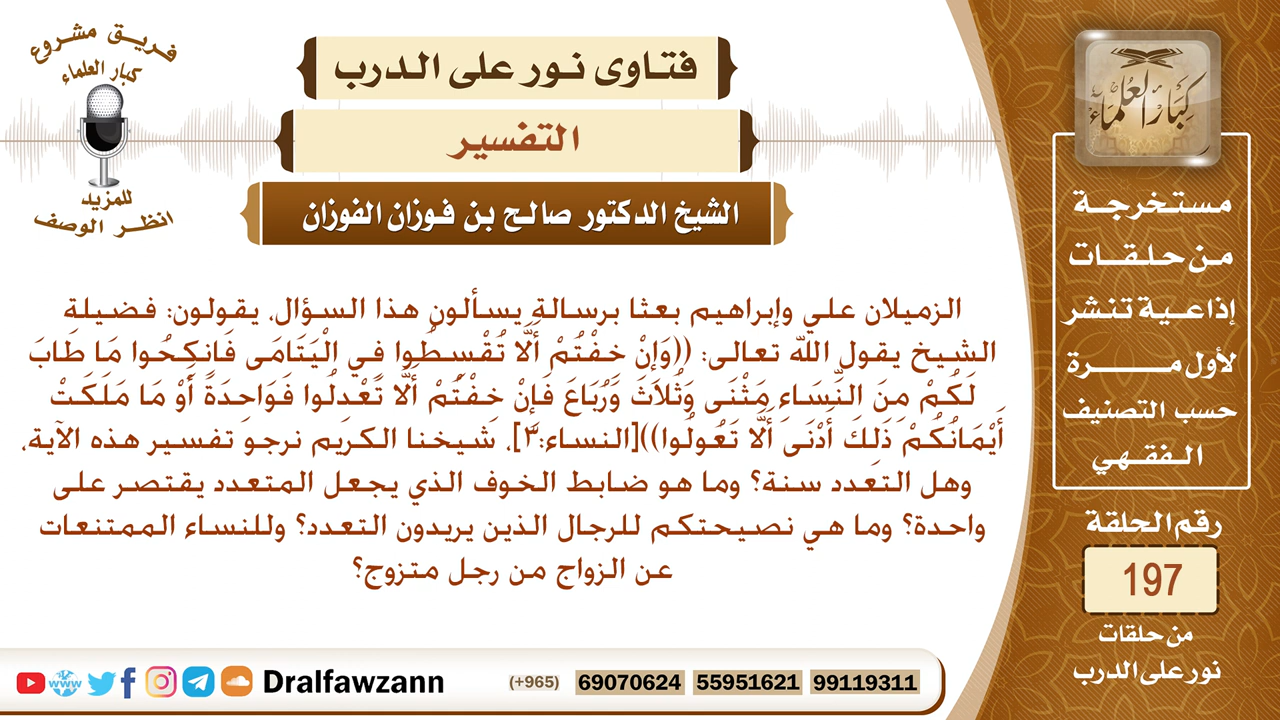 فريق مشروع
كبار العلماء
للمزيد
انظر الوصف
فتاوى نور على الدرب
التفسير
الشيخ الدكتور صالح بن فوزان الفوزان
كبار العلماء
مستخرجة
من حلقات
إذاعية تنشر
لأول مرة
حسب التصنيف
الفقهي
رقم الحلقة
197
من حلقات
نور على الدرب
الزميلان علي وإبراهيم بعثا برسالة يسألون هذا السؤال، يقولون: فضيلة
الشيخ يقول الله تعالى: ((وَإِنْ خِفْتُمْ أَلَّا تُقْسِطُوا فِي الْيَتَامَى فَانكِحُوا مَا طَابَ
لَكُمْ مِنَ النِّسَاءِ مَثْنَى وَثُلَاثَ وَرُبَاعَ فَإِنْ خِفْتُمْ أَلَّا تَعْدِلُوا فَوَاحِدَةً أَوْ مَا مَلَكَتْ
أَيْمَانُكُمْ ذَلِكَ أَدْنَى أَلَّا تَعُولُوا))[النساء:٣]، شيخنا الكريم نرجو تفسير هذه الآية،
وهل التعدد سنة؟ وما هو ضابط الخوف الذي يجعل المتعدد يقتصر على
واحدة؟ وما هي نصيحتكم للرجال الذين يريدون التعدد؟ وللنساء الممتنعات
عن الزواج من رجل متزوج؟
www Dralfawzann (+965) 69070624 55951621 99119311